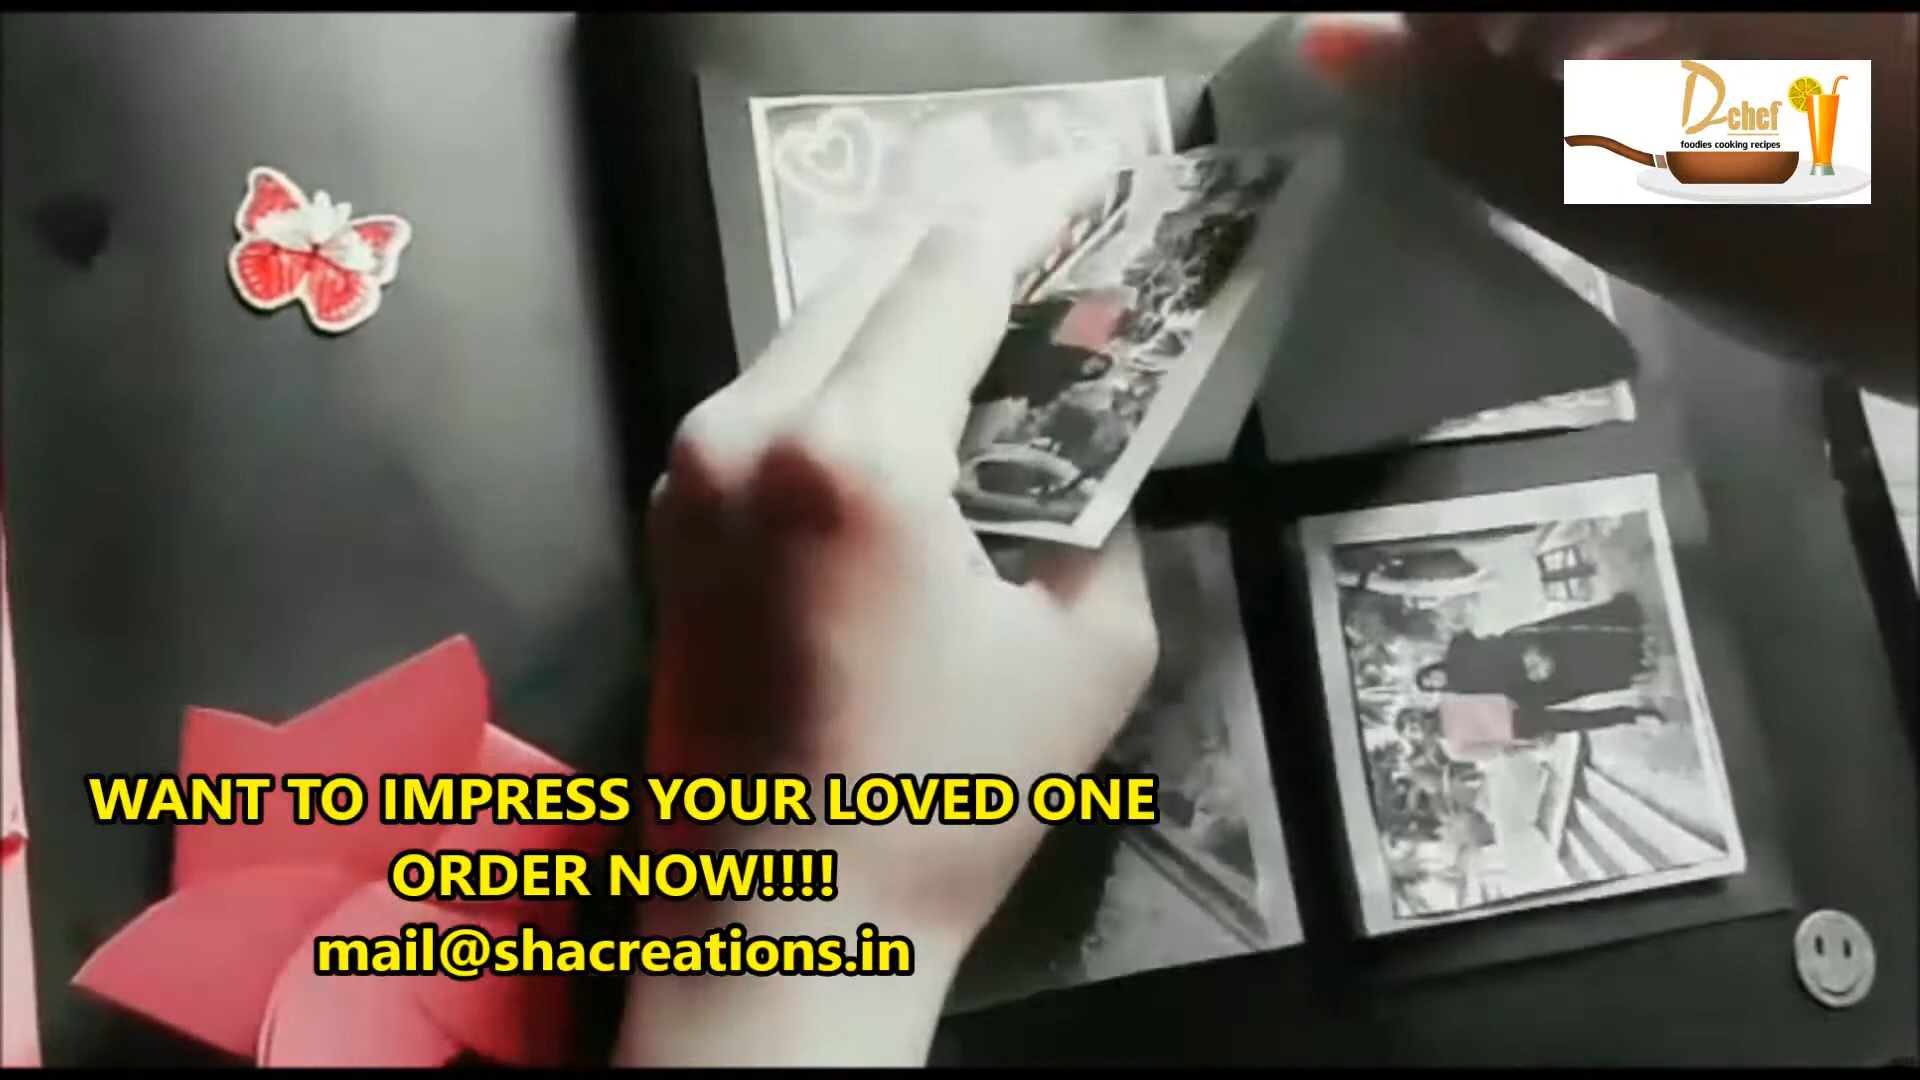 D chef
foodies cooking recipes
WANT TO IMPRESS YOUR LOVED ONE
ORDER NOW!!!!
mail@shacreations.in